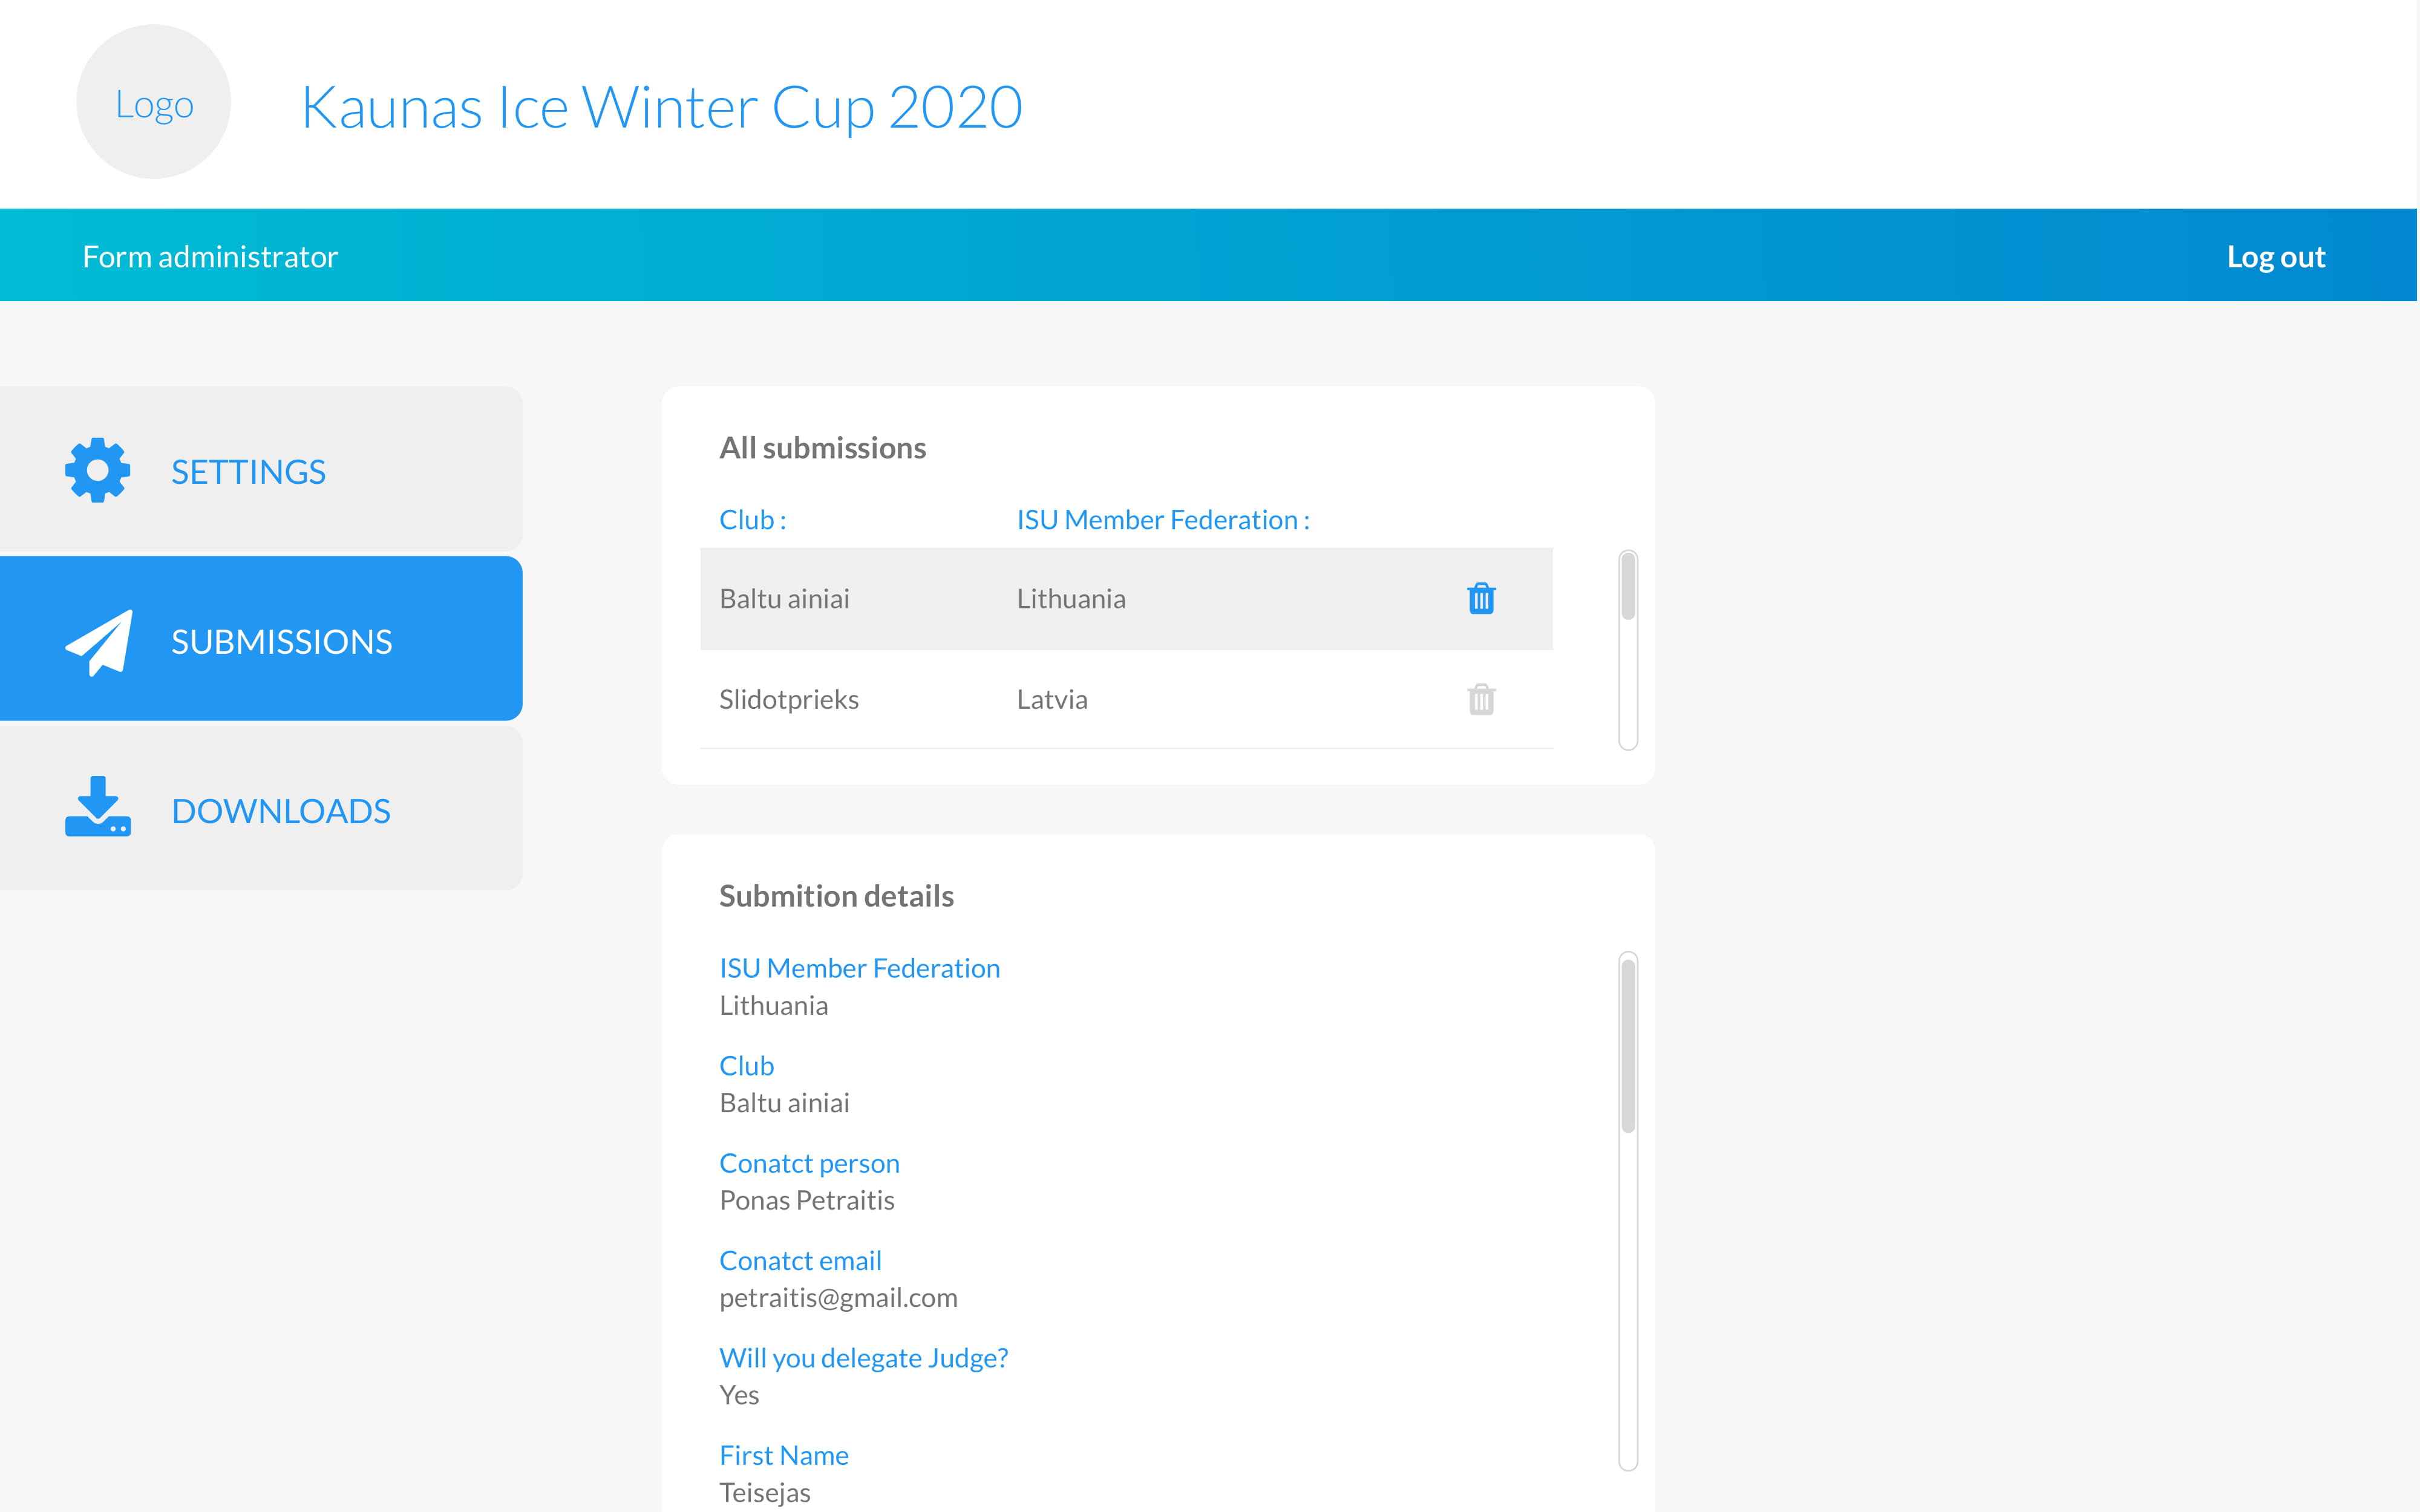 Logo
Kaunas Ice Winter Cup 2020
Form administrator
Log out
SETTINGS
SUBMISSIONS
DOWNLOADS
All submissions
Club : ISU Member Federation :
Baltu ainiai Lithuania
Slidotprieks Latvia
Submition details
ISU Member Federation
Lithuania
Club
Baltu ainiai
Conatct person
Ponas Petraitis
Conatct email
petraitis@gmail.com
Will you delegate Judge?
Yes
First Name
Teisejas